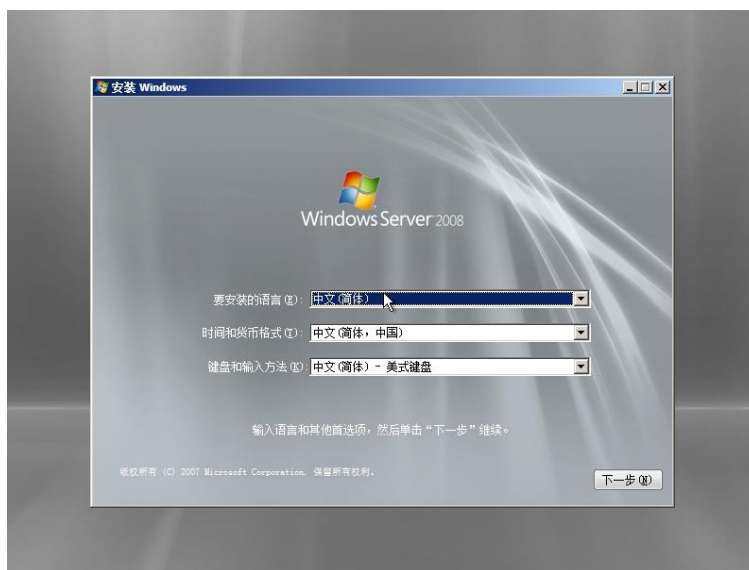 安装 Windows
Windows Server 2008
要安装的语言(E): 中文(简体)
时间和货币格式(T): 中文(简体，中国)
键盘和输入方法(K): 中文(简体) - 美式键盘
输入语言和其他首选项，然后单击“下一步”继续。
版权所有 (C) 2007 Microsoft Corporation. 保留所有权利。
下一步(N)